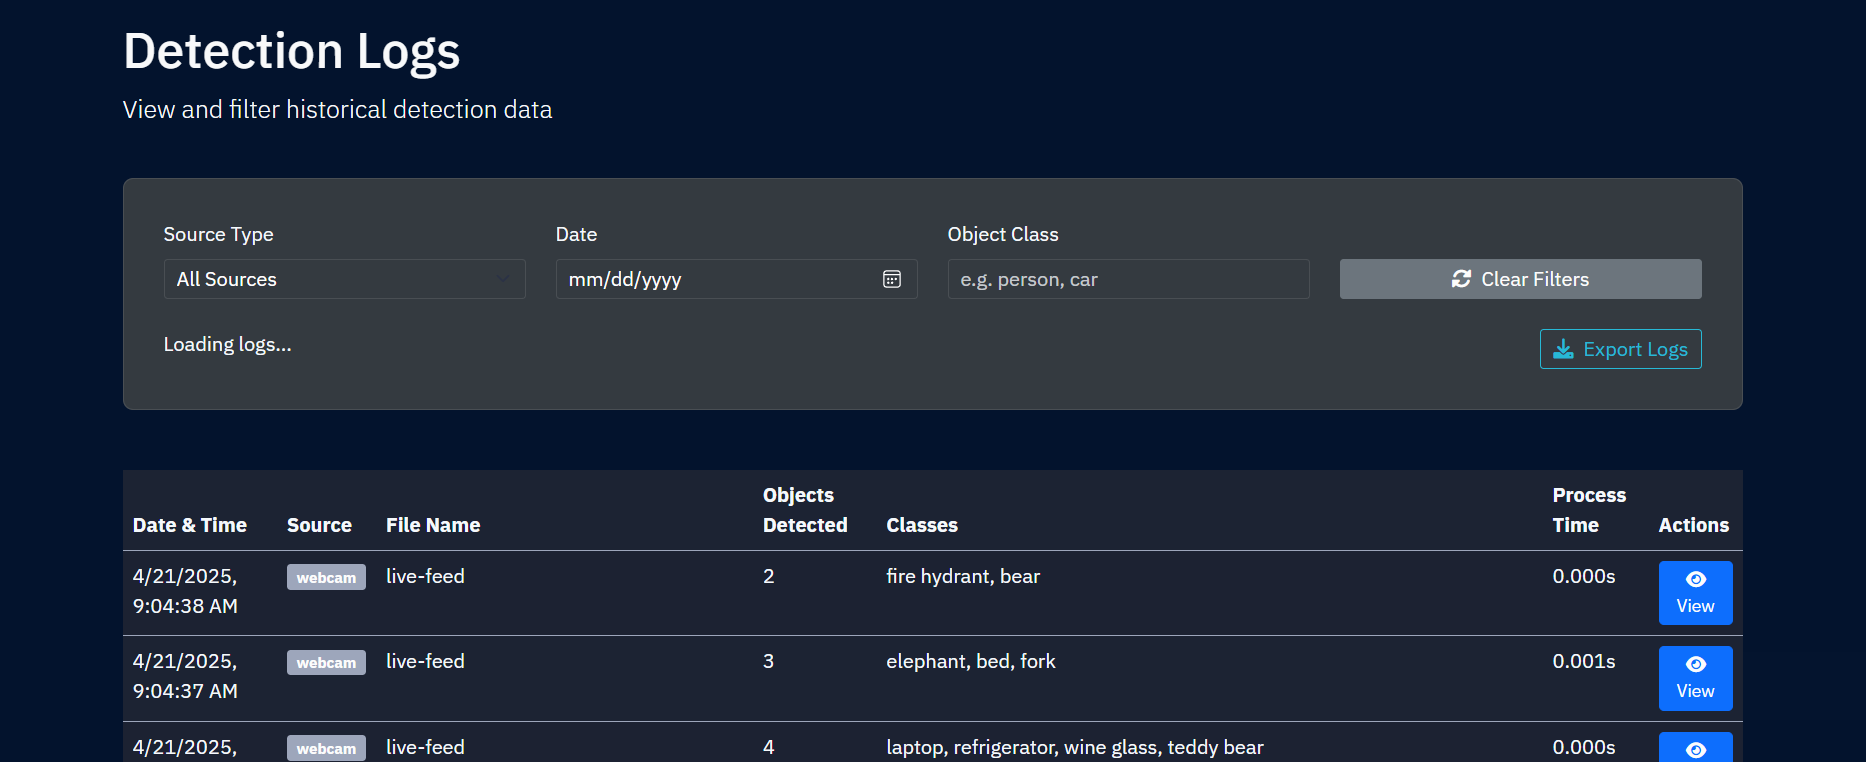 Detection Logs
View and filter historical detection data
Source Type
Date
Object Class
All Sources
mm/dd/yyyy
e.g. person, car
Clear Filters
Loading logs...
Export Logs
Date & Time
Source
File Name
Objects
Detected
Classes
Process
Time
Actions
4/21/2025,
9:04:38 AM
webcam
live-feed
2
fire hydrant, bear
0.000s
View
4/21/2025,
9:04:37 AM
webcam
live-feed
3
elephant, bed, fork
0.001s
View
4/21/2025,
webcam
live-feed
4
laptop, refrigerator, wine glass, teddy bear
0.000s